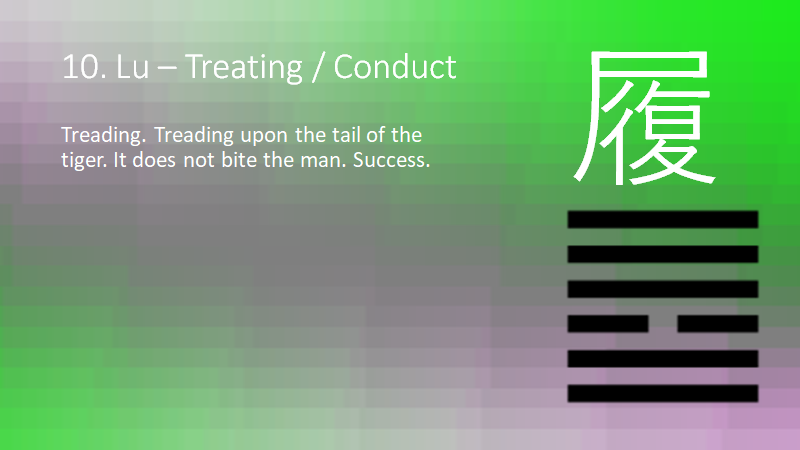 10. Lu – Treating / Conduct
履
Treading. Treading upon the tail of the
tiger. It does not bite the man. Success.